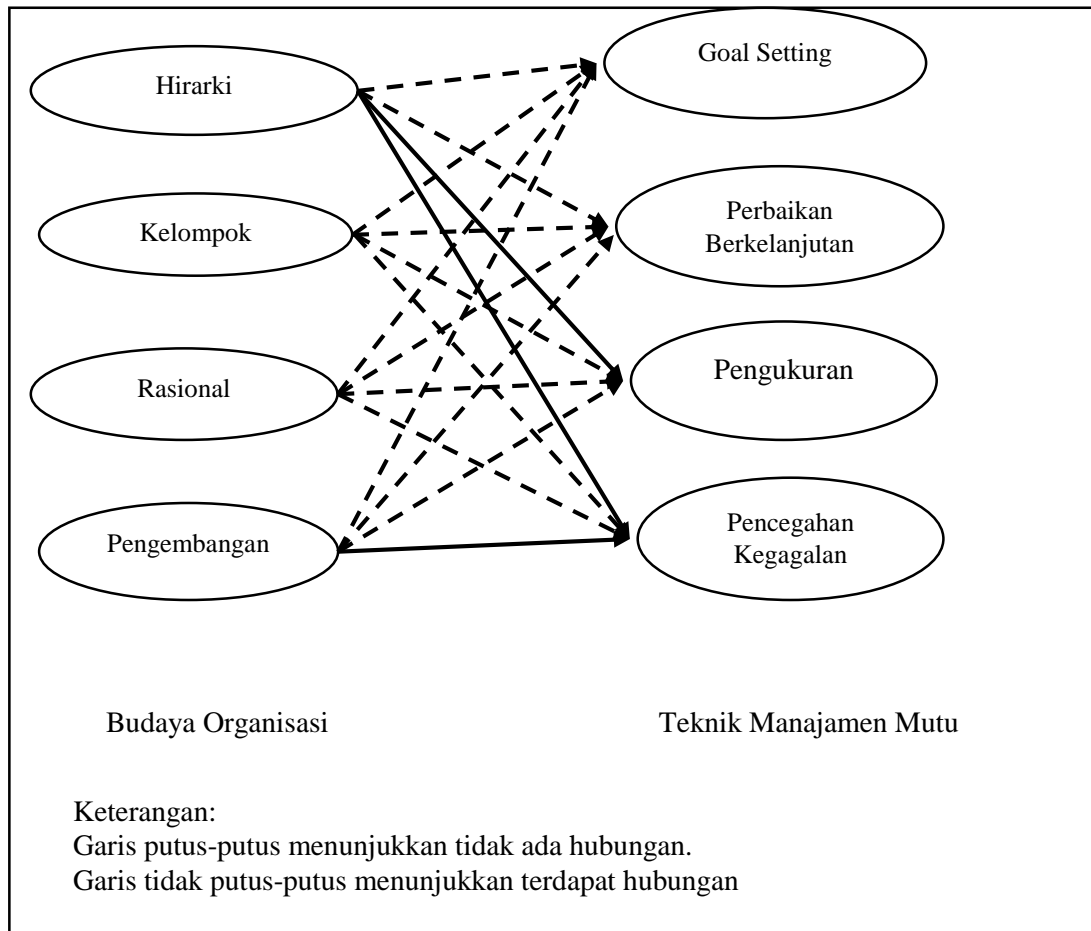 Hirarki
Goal Setting
Kelompok
Perbaikan
Berkelanjutan
Rasional
Pengukuran
Pengembangan
Pencegahan
Kegagalan
Budaya Organisasi
Teknik Manajamen Mutu
Keterangan:
Garis putus-putus menunjukkan tidak ada hubungan.
Garis tidak putus-putus menunjukkan terdapat hubungan